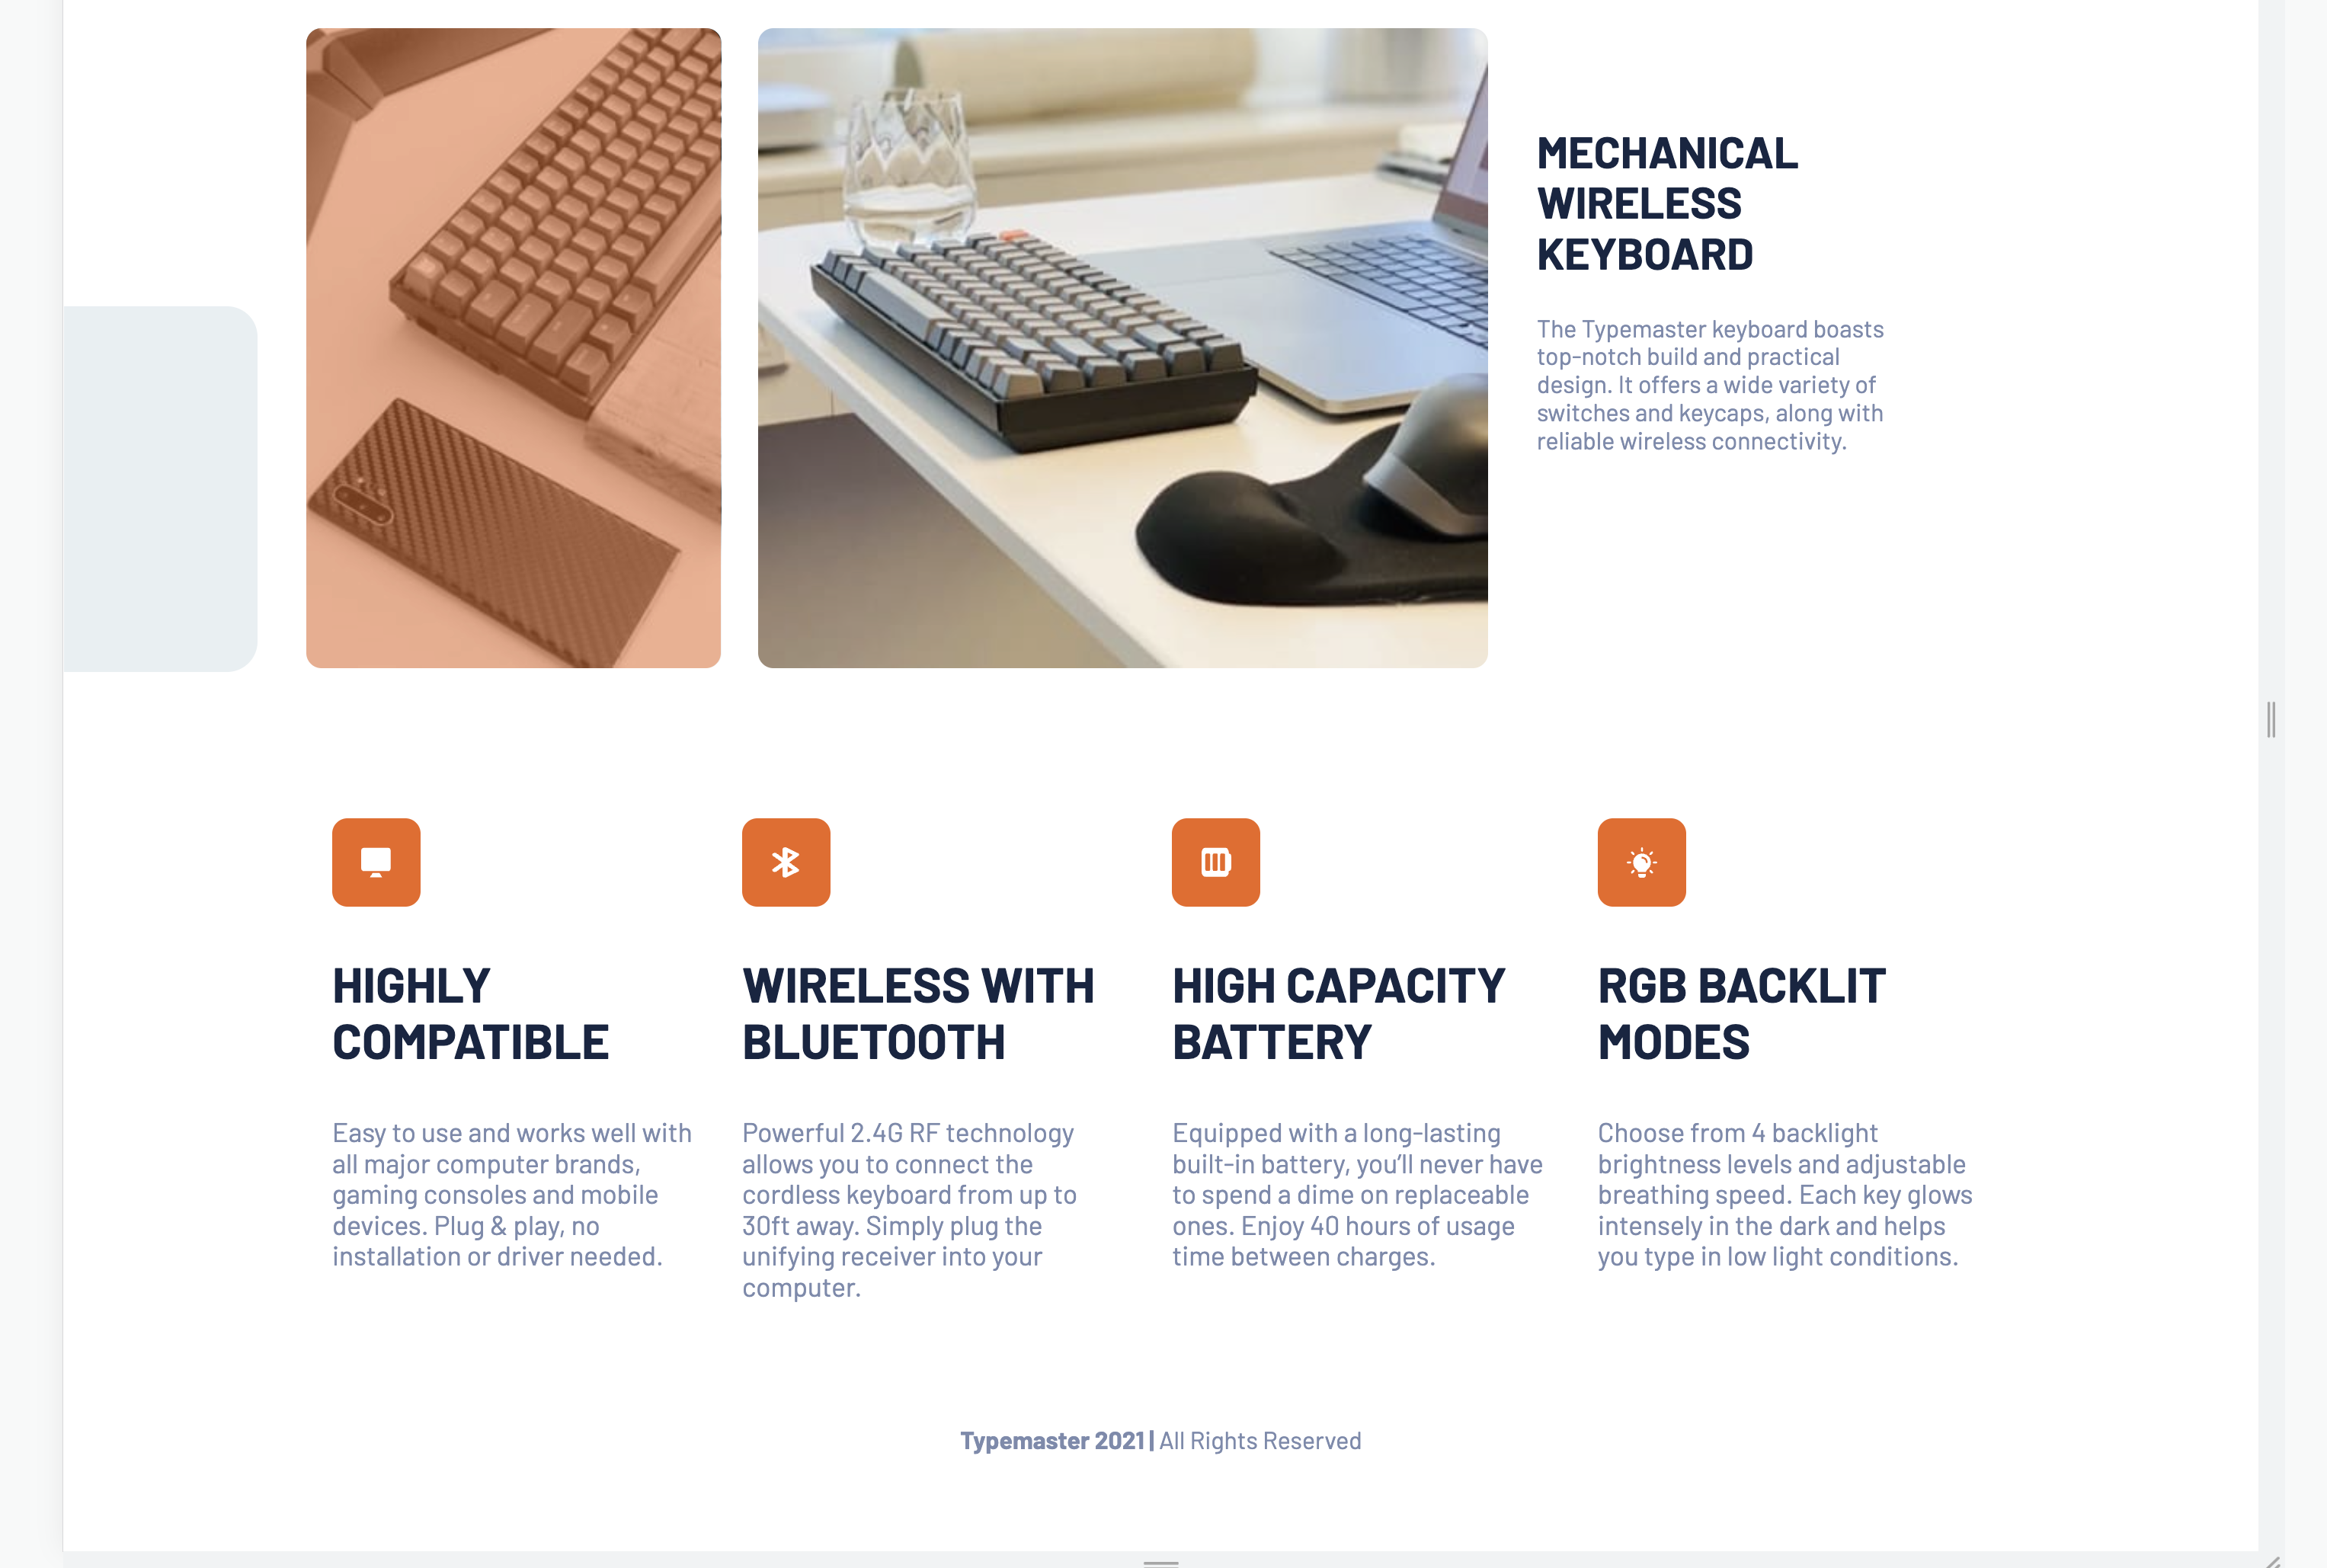 MECHANICAL
WIRELESS
KEYBOARD
The Typemaster keyboard boasts
top-notch build and practical
design. It offers a wide variety of
switches and keycaps, along with
reliable wireless connectivity.
HIGHLY
COMPATIBLE
Easy to use and works well with
all major computer brands,
gaming consoles and mobile
devices. Plug & play, no
installation or driver needed.
WIRELESS WITH
BLUETOOTH
Powerful 2.4G RF technology
allows you to connect the
cordless keyboard from up to
30ft away. Simply plug the
unifying receiver into your
computer.
HIGH CAPACITY
BATTERY
Equipped with a long-lasting
built-in battery, you’ll never have
to spend a dime on replaceable
ones. Enjoy 40 hours of usage
time between charges.
RGB BACKLIT
MODES
Choose from 4 backlight
brightness levels and adjustable
breathing speed. Each key glows
intensely in the dark and helps
you type in low light conditions.
Typemaster 2021 | All Rights Reserved